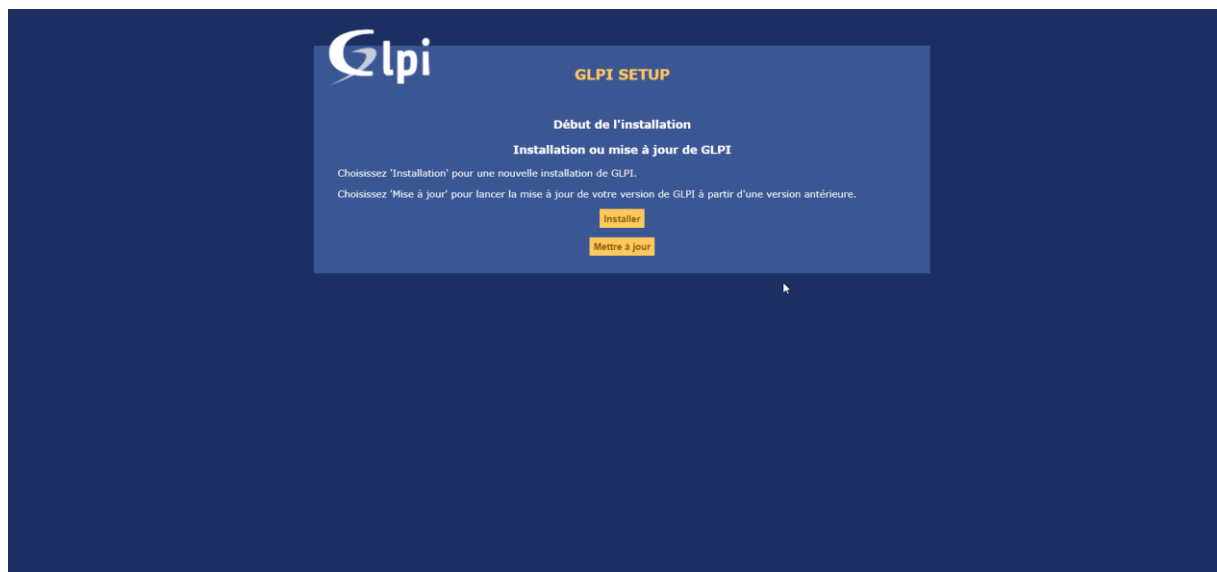 Glpi
GLPI SETUP
Début de l'installation
Installation ou mise à jour de GLPI
Choisissez 'Installation' pour une nouvelle installation de GLPI.
Choisissez 'Mise à jour' pour lancer la mise à jour de votre version de GLPI à partir d'une version antérieure.
Installer
Mettre à jour